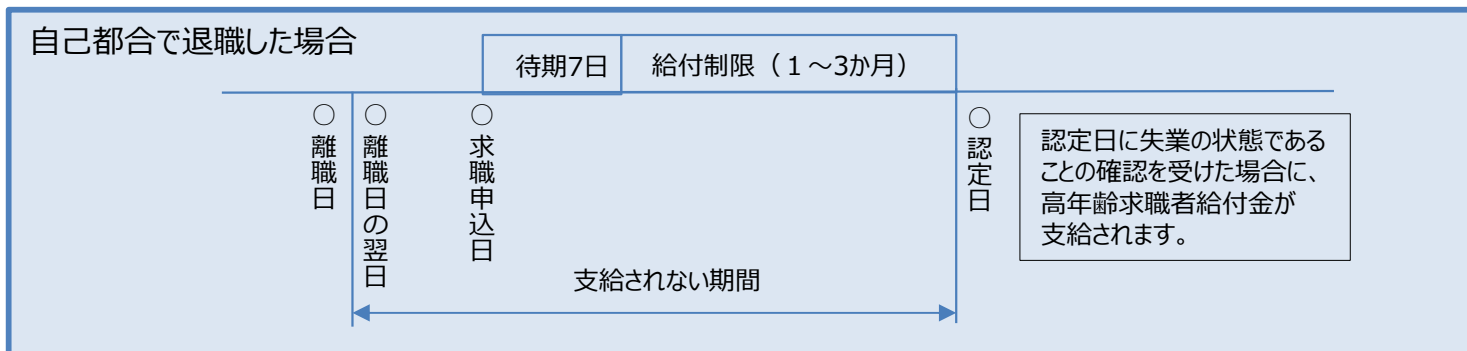 自己都合で退職した場合
待期7日
給付制限（１～3か月）
○離職日
○離職日の翌日
○求職申込日
○認定日
認定日に失業の状態である
ことの確認を受けた場合に、
高年齢求職者給付金が
支給されます。
支給されない期間